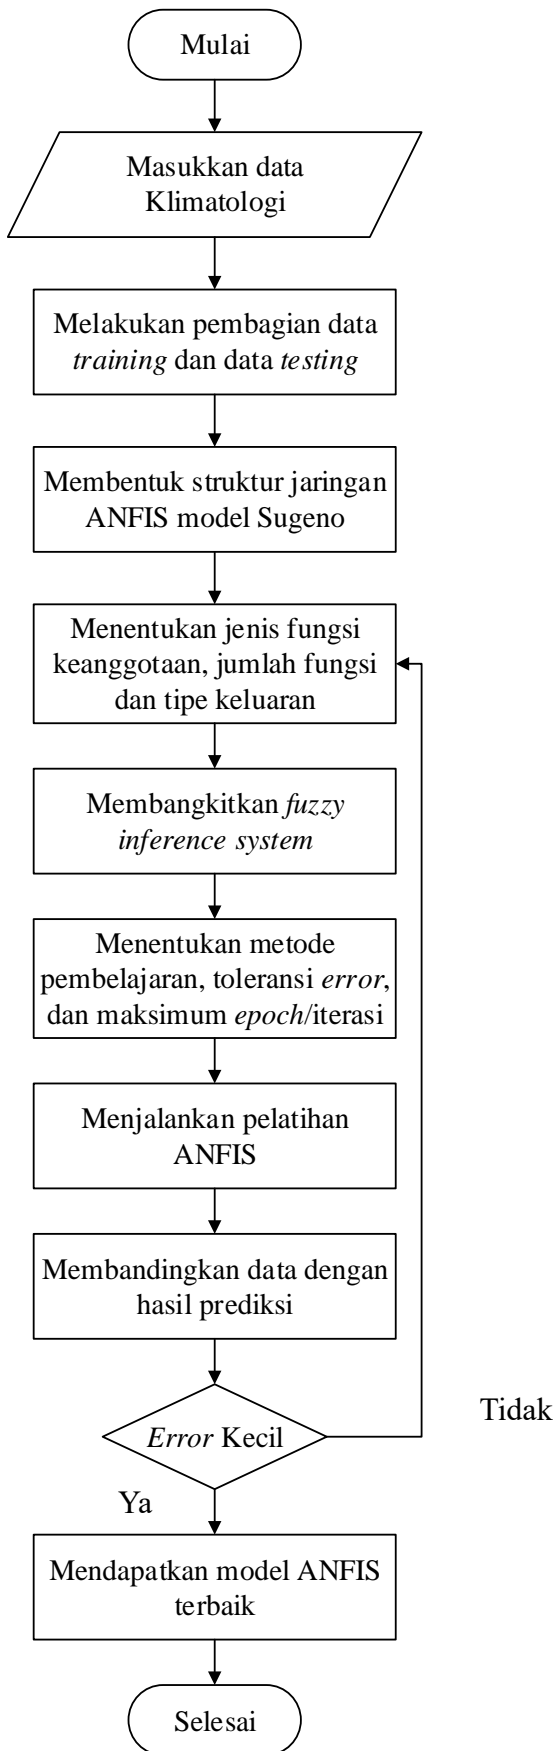 Mulai
Masukkan data
Klimatologi
Melakukan pembagian data
training dan data testing
Membentuk struktur jaringan
ANFIS model Sugeno
Menentukan jenis fungsi
keanggotaan, jumlah fungsi
dan tipe keluaran
Membangkitkan fuzzy
inference system
Menentukan metode
pembelajaran, toleransi error,
dan maksimum epoch/iterasi
Menjalankan pelatihan
ANFIS
Membandingkan data dengan
hasil prediksi
Error Kecil
Tidak
Ya
Mendapatkan model ANFIS
terbaik
Selesai